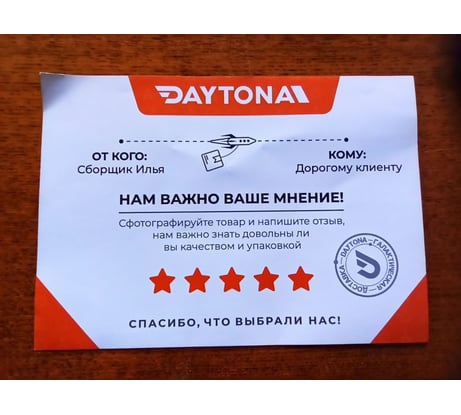 DAYTONA
ОТ КОГО:
Сборщик Илья
КОМУ:
Дорогому клиенту
НАМ ВАЖНО ВАШЕ МНЕНИЕ!
Сфотографируйте товар и напишите отзыв,
нам важно знать довольны ли
вы качеством и упаковкой
DAYTONA — ГАЛАКТИЧЕСКАЯ — ДОСТАВКА —
СПАСИБО, ЧТО ВЫБРАЛИ НАС!